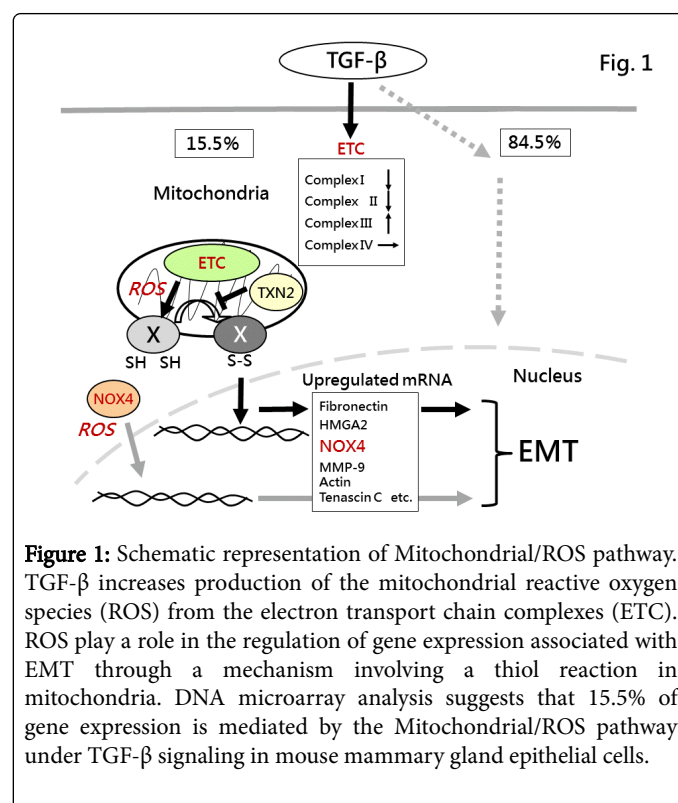 TGF-β
Fig. 1
15.5%
84.5%
ETC
Complex I
Complex II
Complex III
Complex IV
Mitochondria
ETC
ROS
TXN2
X
X
SH SH
S-S
Upregulated mRNA
Nucleus
NOX4
ROS
Fibronectin
HMGA2
NOX4
MMP-9
Actin
Tenascin C etc.
EMT
Figure 1: Schematic representation of Mitochondrial/ROS pathway.
TGF-β increases production of the mitochondrial reactive oxygen
species (ROS) from the electron transport chain complexes (ETC).
ROS play a role in the regulation of gene expression associated with
EMT through a mechanism involving a thiol reaction in
mitochondria. DNA microarray analysis suggests that 15.5% of
gene expression is mediated by the Mitochondrial/ROS pathway
under TGF-β signaling in mouse mammary gland epithelial cells.